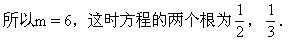 所以m = 6，这时方程的两个根为1/2，1/3．